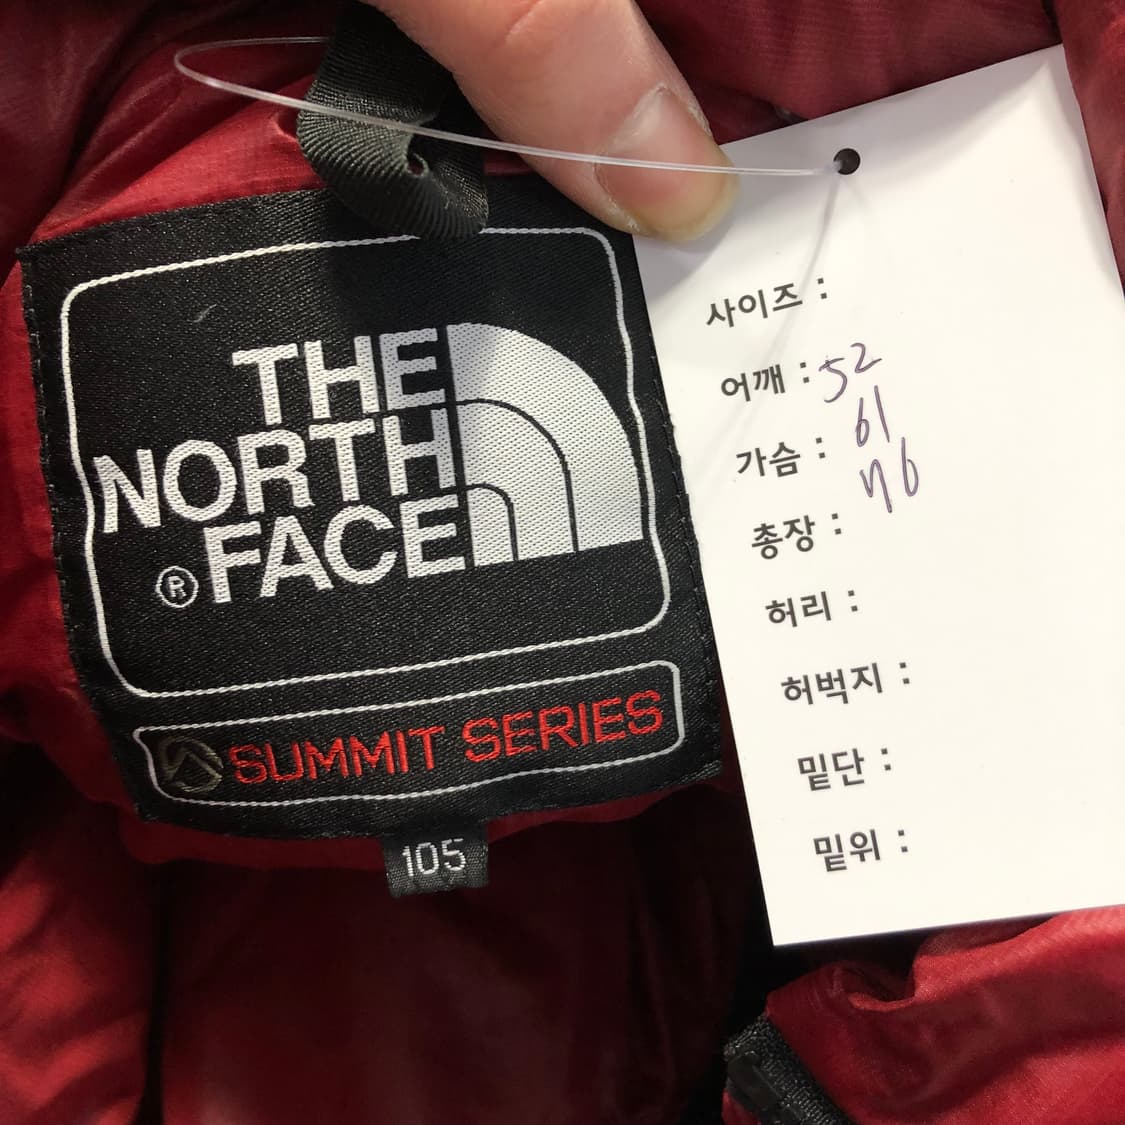 THE
NORTH
FACE
®
SUMMIT SERIES
105
사이즈 :
어깨 : 52
가슴 : 61
총장 : 76
허리 :
허벅지 :
밑단 :
밑위 :